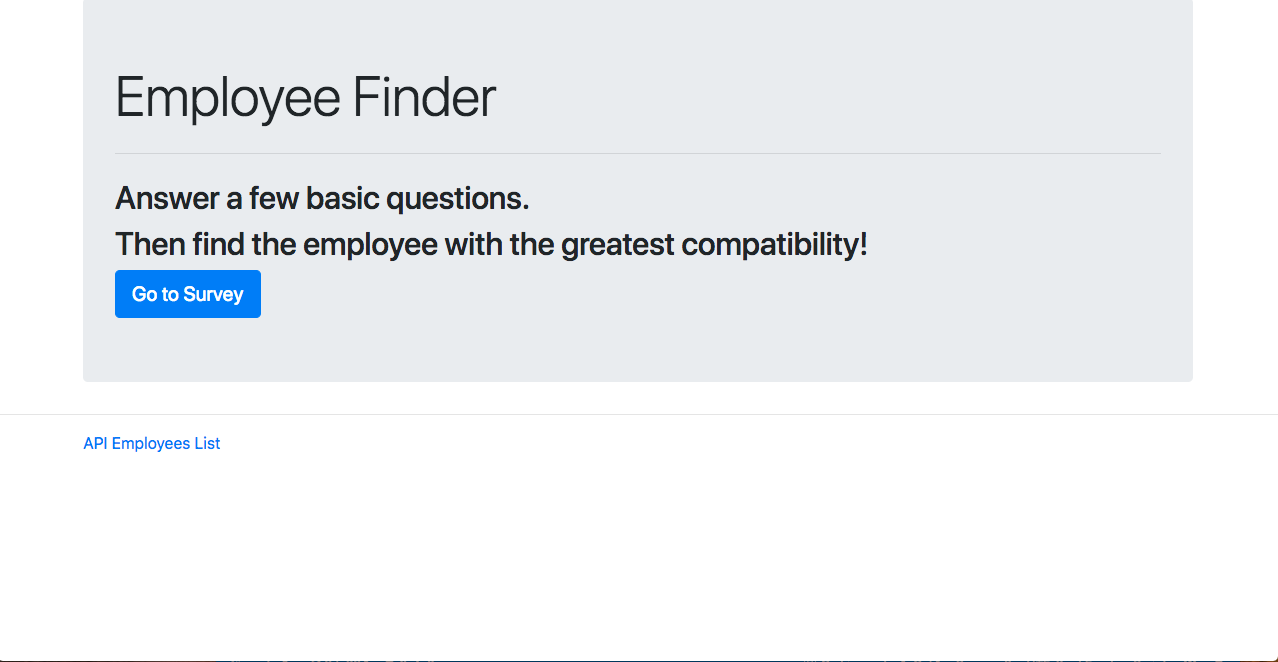 Employee Finder
Answer a few basic questions.
Then find the employee with the greatest compatibility!
Go to Survey
API Employees List